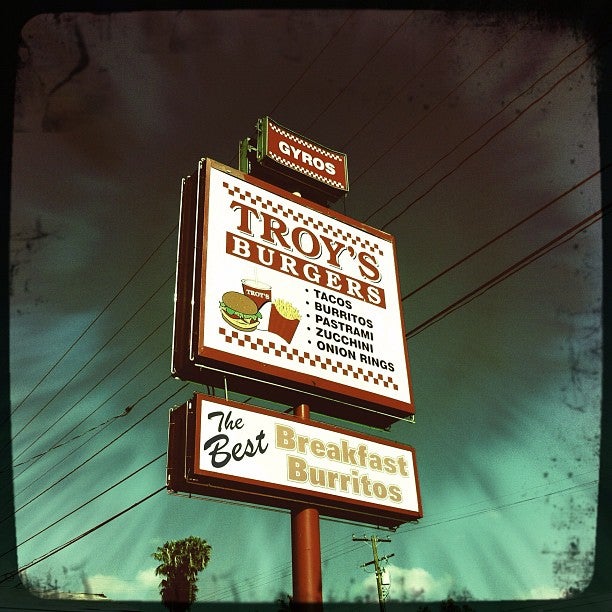 GYROS
TROY'S
BURGERS
TROY'S
• TACOS
• BURRITOS
• PASTRAMI
• ZUCCHINI
• ONION RINGS
The
Best
Breakfast
Burritos